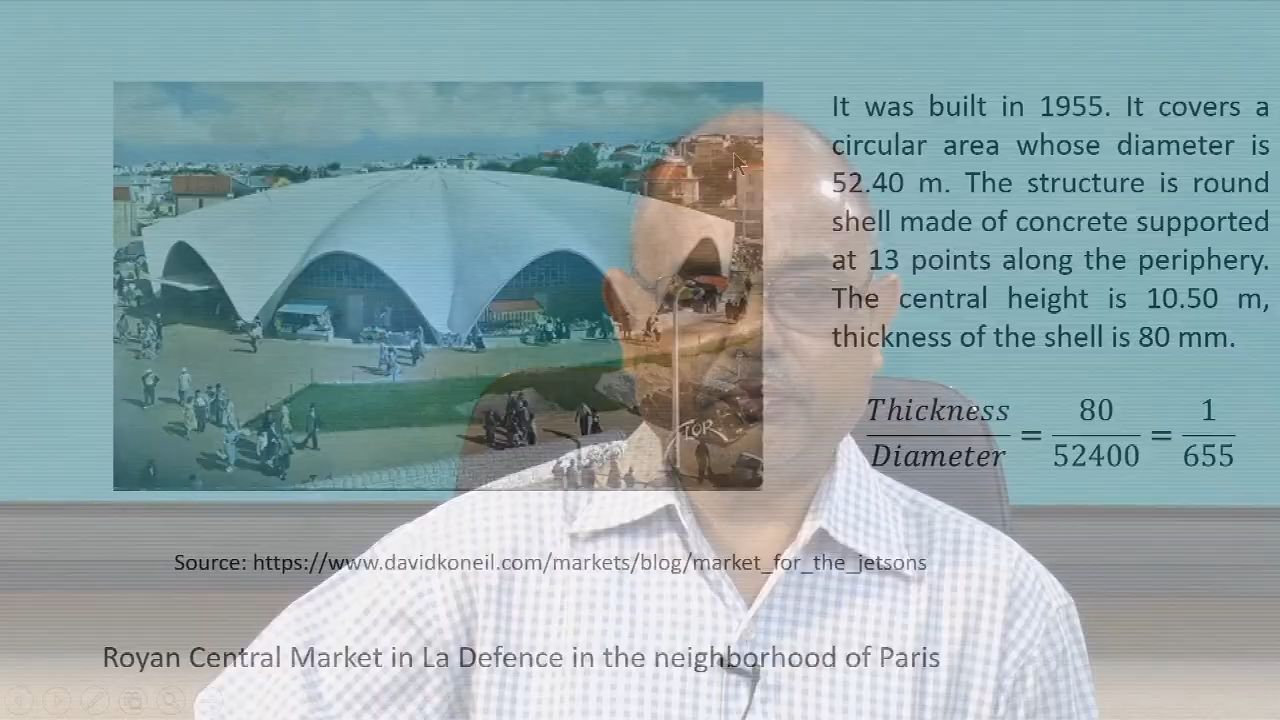 It was built in 1955. It covers a
circular area whose diameter is
52.40 m. The structure is round
shell made of concrete supported
at 13 points along the periphery.
The central height is 10.50 m,
thickness of the shell is 80 mm.
Thickness / Diameter = 80 / 52400 = 1 / 655
TOR
Source: https://www.davidkoneil.com/markets/blog/market_for_the_jetsons
Royan Central Market in La Defence in the neighborhood of Paris